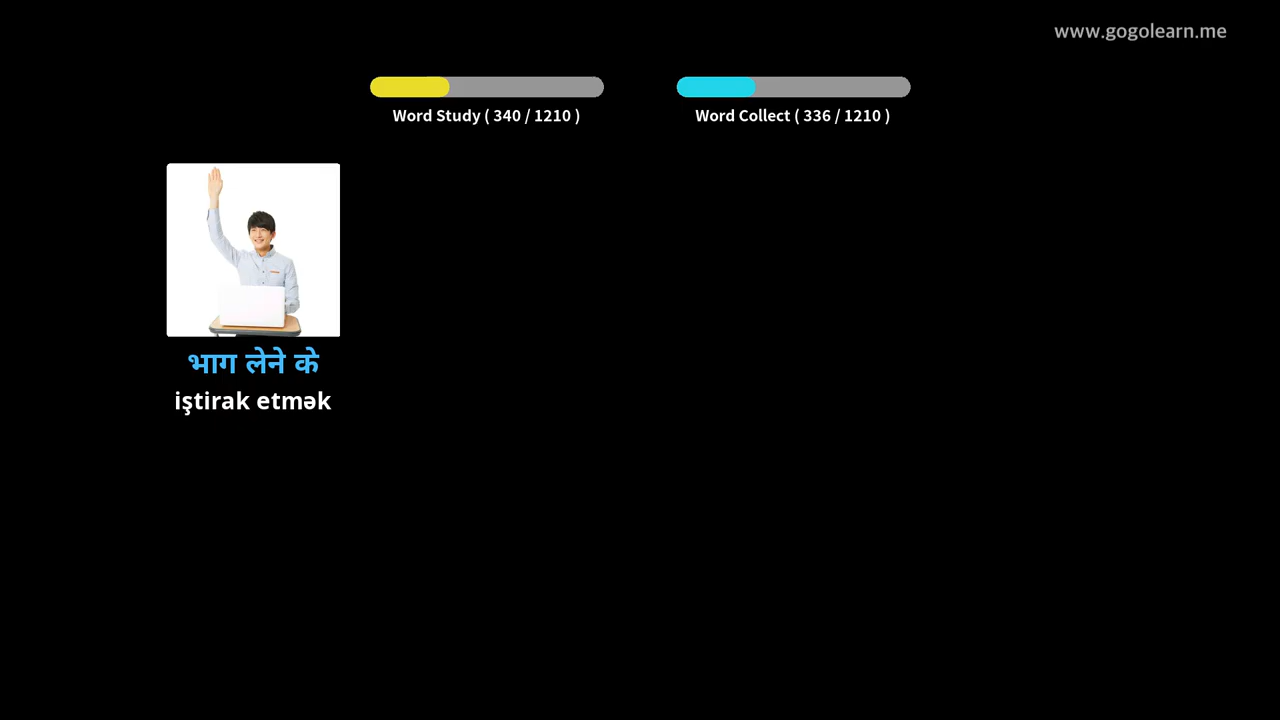 www.gogolearn.me
Word Study ( 340 / 1210 )
Word Collect ( 336 / 1210 )
भाग लेने के
iştirak etmək